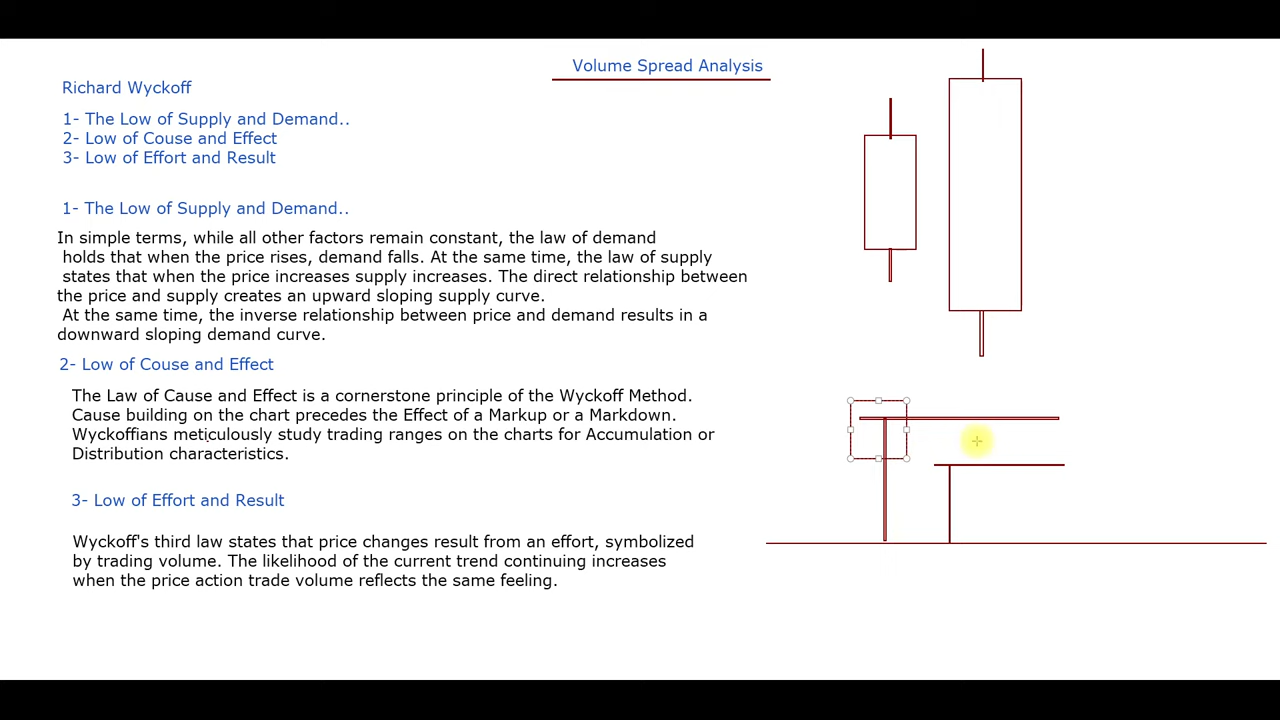 Volume Spread Analysis
Richard Wyckoff
1- The Low of Supply and Demand..
2- Low of Couse and Effect
3- Low of Effort and Result
1- The Low of Supply and Demand..
In simple terms, while all other factors remain constant, the law of demand
holds that when the price rises, demand falls. At the same time, the law of supply
states that when the price increases supply increases. The direct relationship between
the price and supply creates an upward sloping supply curve.
At the same time, the inverse relationship between price and demand results in a
downward sloping demand curve.
2- Low of Couse and Effect
The Law of Cause and Effect is a cornerstone principle of the Wyckoff Method.
Cause building on the chart precedes the Effect of a Markup or a Markdown.
Wyckoffians meticulously study trading ranges on the charts for Accumulation or
Distribution characteristics.
3- Low of Effort and Result
Wyckoff's third law states that price changes result from an effort, symbolized
by trading volume. The likelihood of the current trend continuing increases
when the price action trade volume reflects the same feeling.